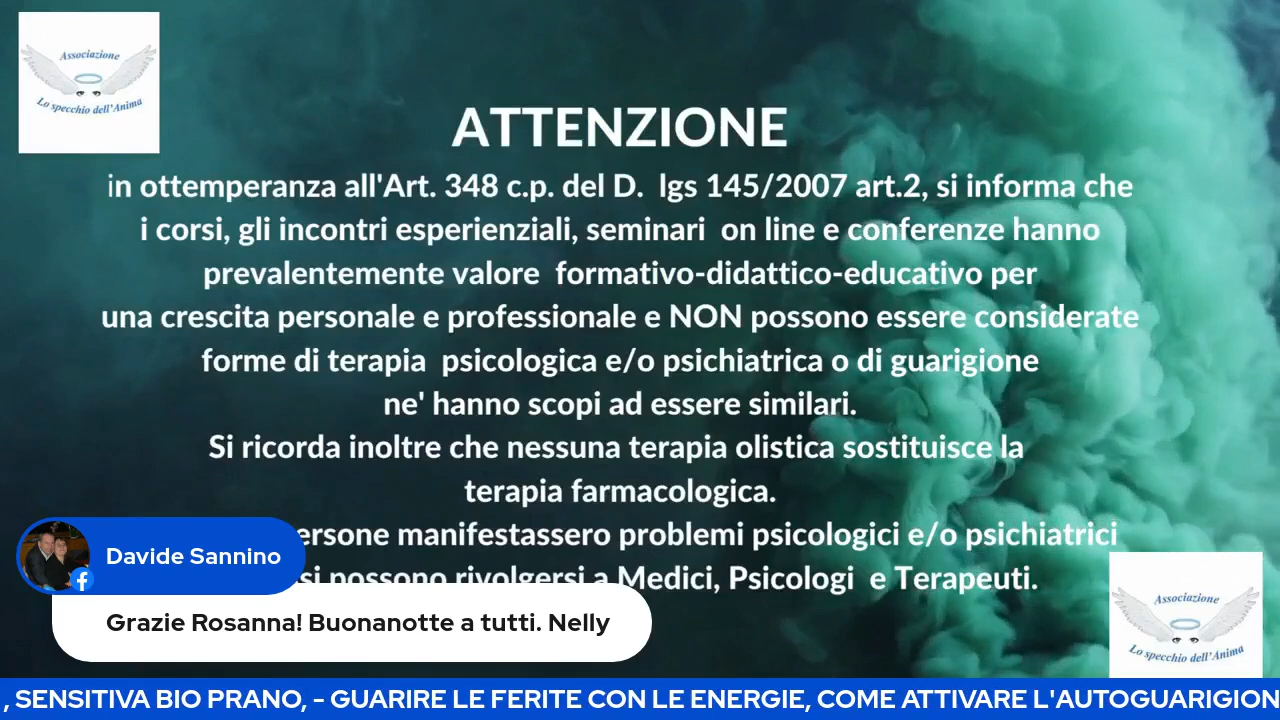 Associazione
Lo specchio dell'Anima
ATTENZIONE
in ottemperanza all'Art. 348 c.p. del D. lgs 145/2007 art.2, si informa che
i corsi, gli incontri esperienziali, seminari on line e conferenze hanno
prevalentemente valore formativo-didattico-educativo per
una crescita personale e professionale e NON possono essere considerate
forme di terapia psicologica e/o psichiatrica o di guarigione
ne' hanno scopi ad essere similari.
Si ricorda inoltre che nessuna terapia olistica sostituisce la
terapia farmacologica.
ersone manifestassero problemi psicologici e/o psichiatrici
si possono rivolgersi a Medici, Psicologi e Terapeuti.
Davide Sannino
Grazie Rosanna! Buonanotte a tutti. Nelly
Associazione
Lo specchio dell'Anima
, SENSITIVA BIO PRANO, - GUARIRE LE FERITE CON LE ENERGIE, COME ATTIVARE L'AUTOGUARIGION